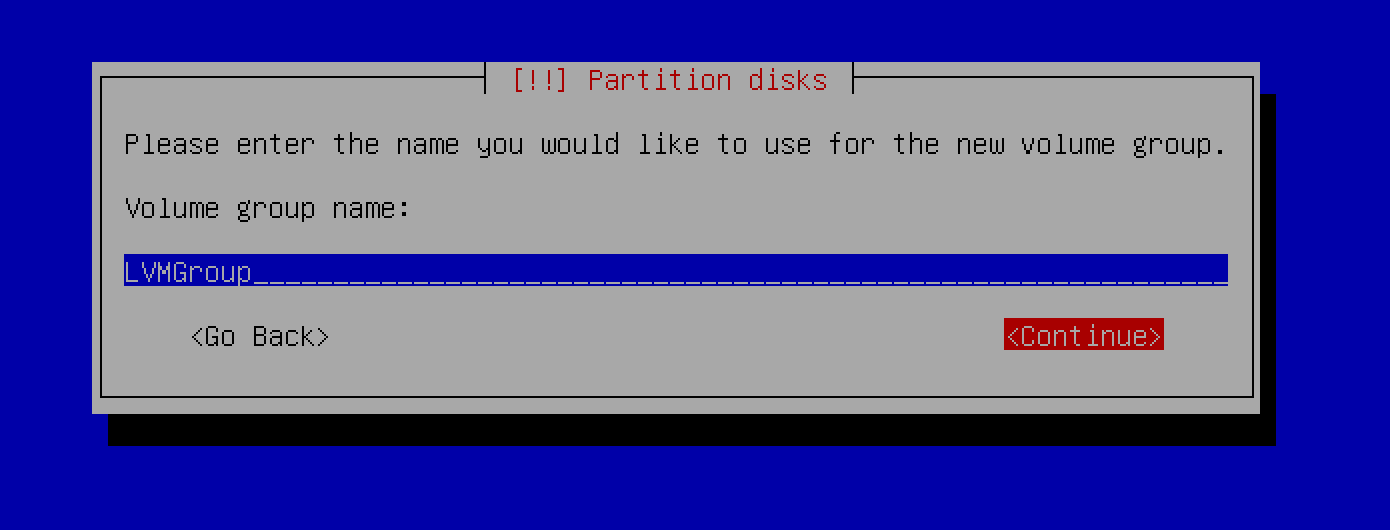 [!!] Partition disks
Please enter the name you would like to use for the new volume group.
Volume group name:
LVMGroup
<Go Back> <Continue>